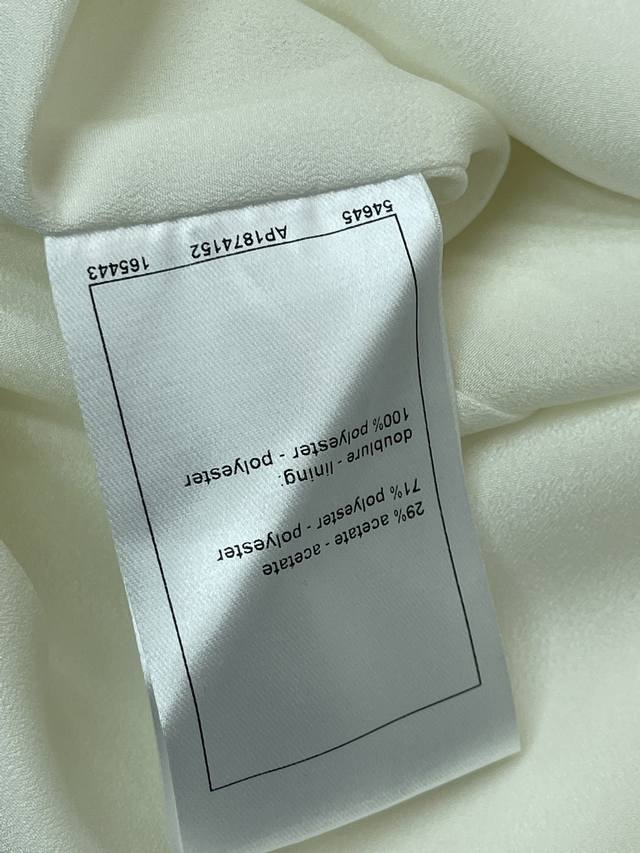 29% acetate - acetate
71% polyester - polyester
doublure - lining:
100% polyester - polyester
54645 AP1874152 165443